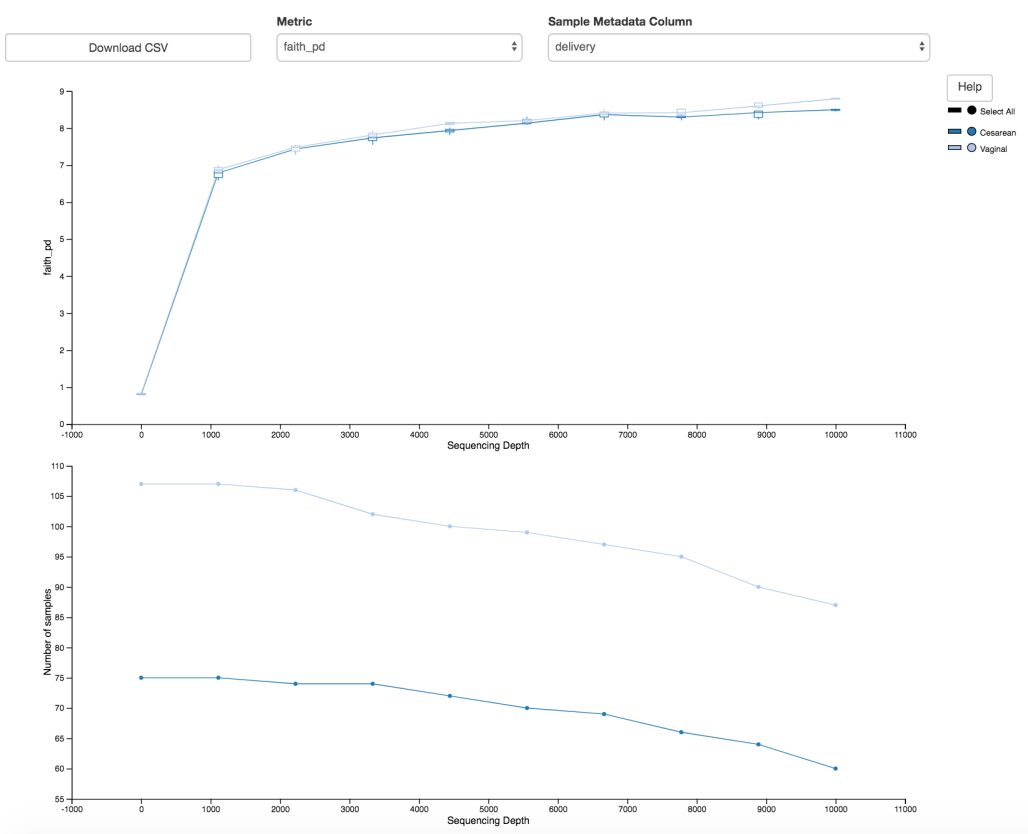 Metric
Sample Metadata Column
Download CSV
faith_pd
delivery
Help
Select All
Cesarean
Vaginal
faith_pd
9
8
7
6
5
4
3
2
1
0
-1000 0 1000 2000 3000 4000 5000 6000 7000 8000 9000 10000 11000
Sequencing Depth
Number of samples
110
105
100
95
90
85
80
75
70
65
60
55
-1000 0 1000 2000 3000 4000 5000 6000 7000 8000 9000 10000 11000
Sequencing Depth